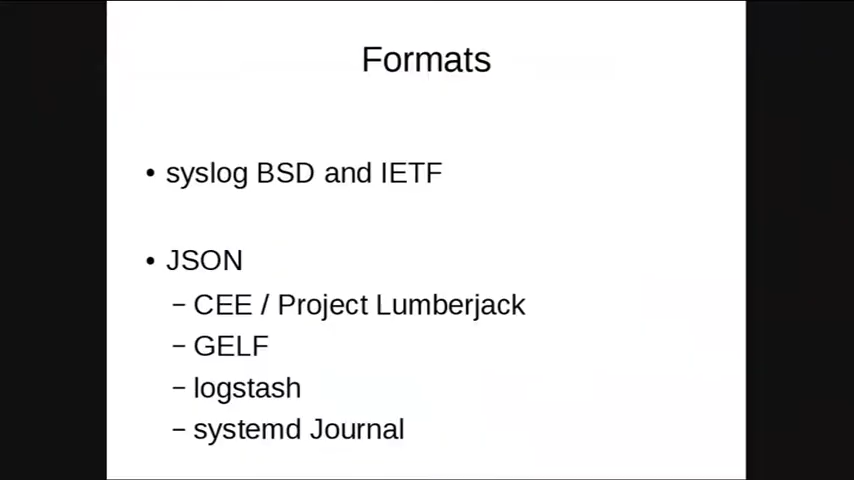 Formats
• syslog BSD and IETF
• JSON
– CEE / Project Lumberjack
– GELF
– logstash
– systemd Journal